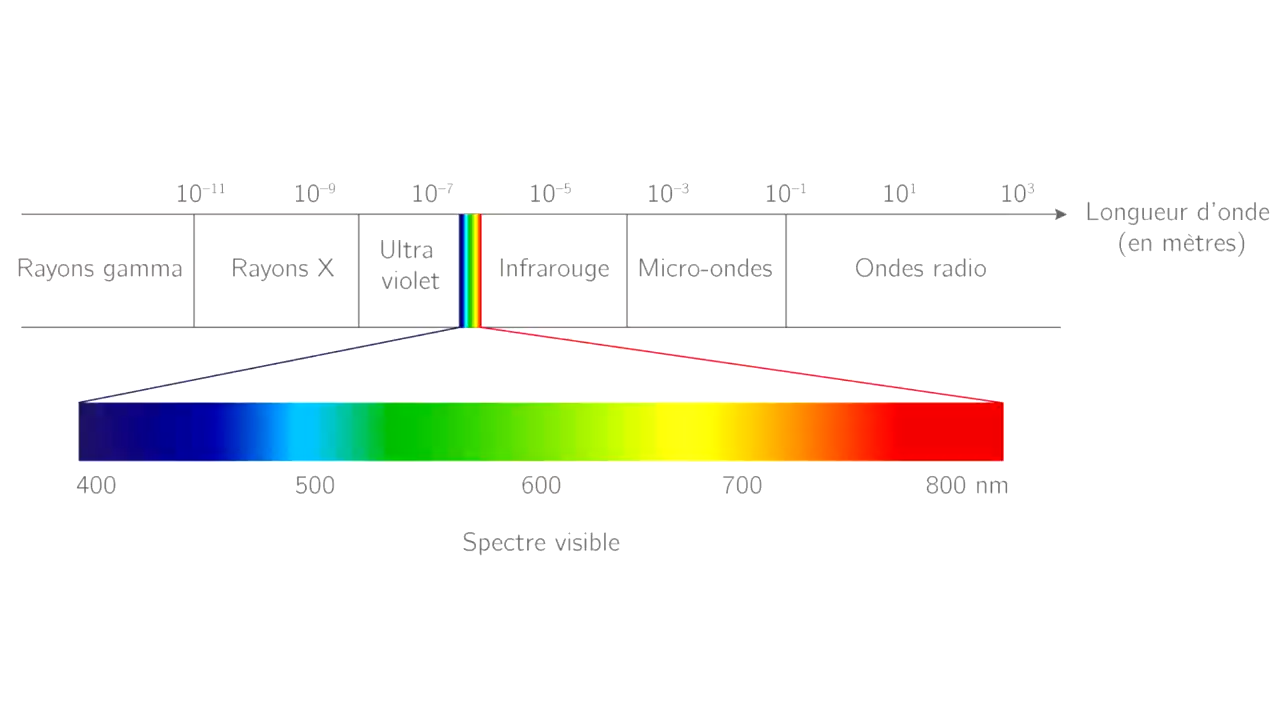 10⁻¹¹ 10⁻⁹ 10⁻⁷ 10⁻⁵ 10⁻³ 10⁻¹ 10¹ 10³
Longueur d'onde
(en mètres)
Rayons gamma
Rayons X
Ultra
violet
Infrarouge
Micro-ondes
Ondes radio
400 500 600 700 800 nm
Spectre visible